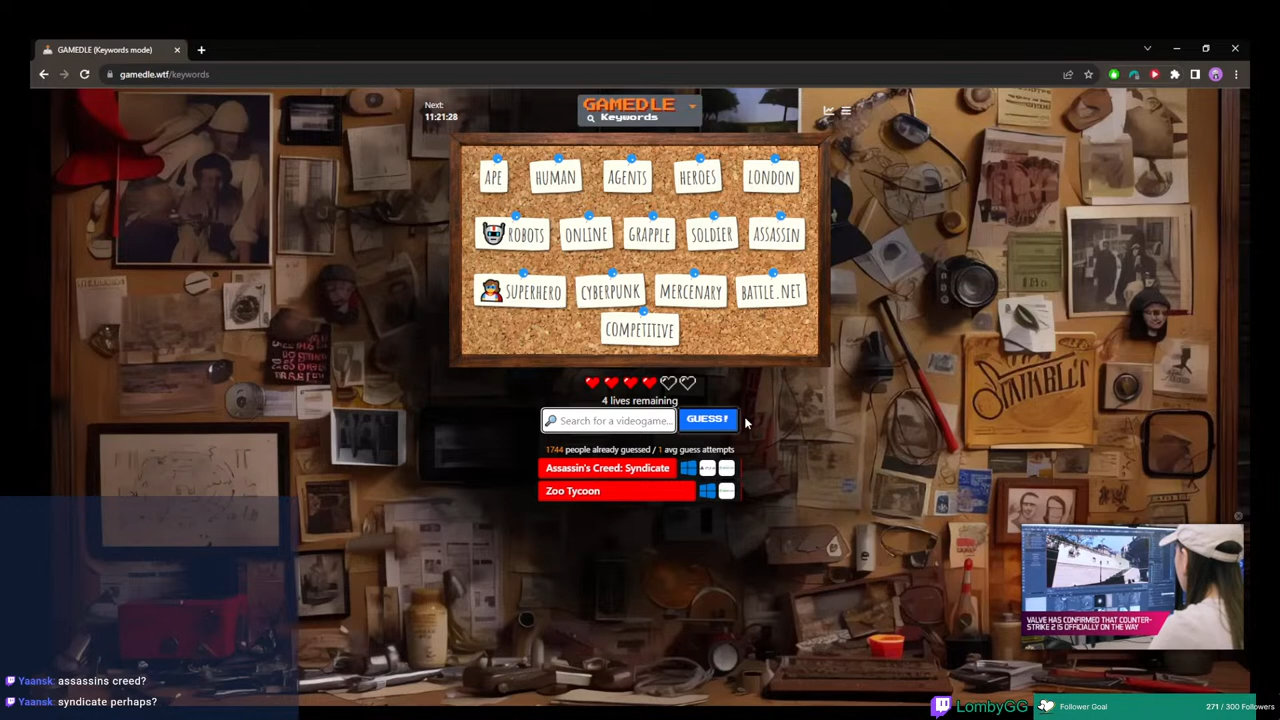 GAMEDLE (Keywords mode)
gamedle.wtf/keywords
Next:
11:21:28
GAMEDLE
Keywords
APE HUMAN AGENTS HEROES LONDON
ROBOTS ONLINE GRAPPLE SOLDIER ASSASSIN
SUPERHERO CYBERPUNK MERCENARY BATTLE.NET
COMPETITIVE
4 lives remaining
Search for a videogame... GUESS!
1744 people already guessed / 1 avg guess attempts
Assassin's Creed: Syndicate
Zoo Tycoon
VALVE HAS CONFIRMED THAT COUNTER-
STRIKE 2 IS OFFICIALLY ON THE WAY
Yaansk: assassins creed?
Yaansk: syndicate perhaps?
LombyGG Follower Goal 271 / 300 Followers